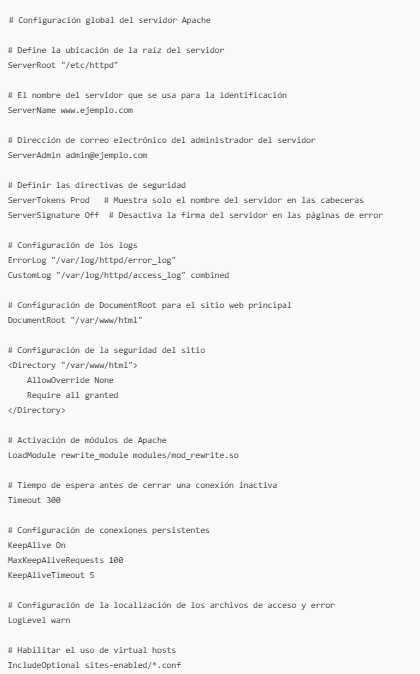 # Configuración global del servidor Apache
# Define la ubicación de la raíz del servidor
ServerRoot "/etc/httpd"
# El nombre del servidor que se usa para la identificación
ServerName www.ejemplo.com
# Dirección de correo electrónico del administrador del servidor
ServerAdmin admin@ejemplo.com
# Definir las directivas de seguridad
ServerTokens Prod   # Muestra solo el nombre del servidor en las cabeceras
ServerSignature Off  # Desactiva la firma del servidor en las páginas de error
# Configuración de los logs
ErrorLog "/var/log/httpd/error_log"
CustomLog "/var/log/httpd/access_log" combined
# Configuración de DocumentRoot para el sitio web principal
DocumentRoot "/var/www/html"
# Configuración de la seguridad del sitio
<Directory "/var/www/html">
    AllowOverride None
    Require all granted
</Directory>
# Activación de módulos de Apache
LoadModule rewrite_module modules/mod_rewrite.so
# Tiempo de espera antes de cerrar una conexión inactiva
Timeout 300
# Configuración de conexiones persistentes
KeepAlive On
MaxKeepAliveRequests 100
KeepAliveTimeout 5
# Configuración de la localización de los archivos de acceso y error
LogLevel warn
# Habilitar el uso de virtual hosts
IncludeOptional sites-enabled/*.conf